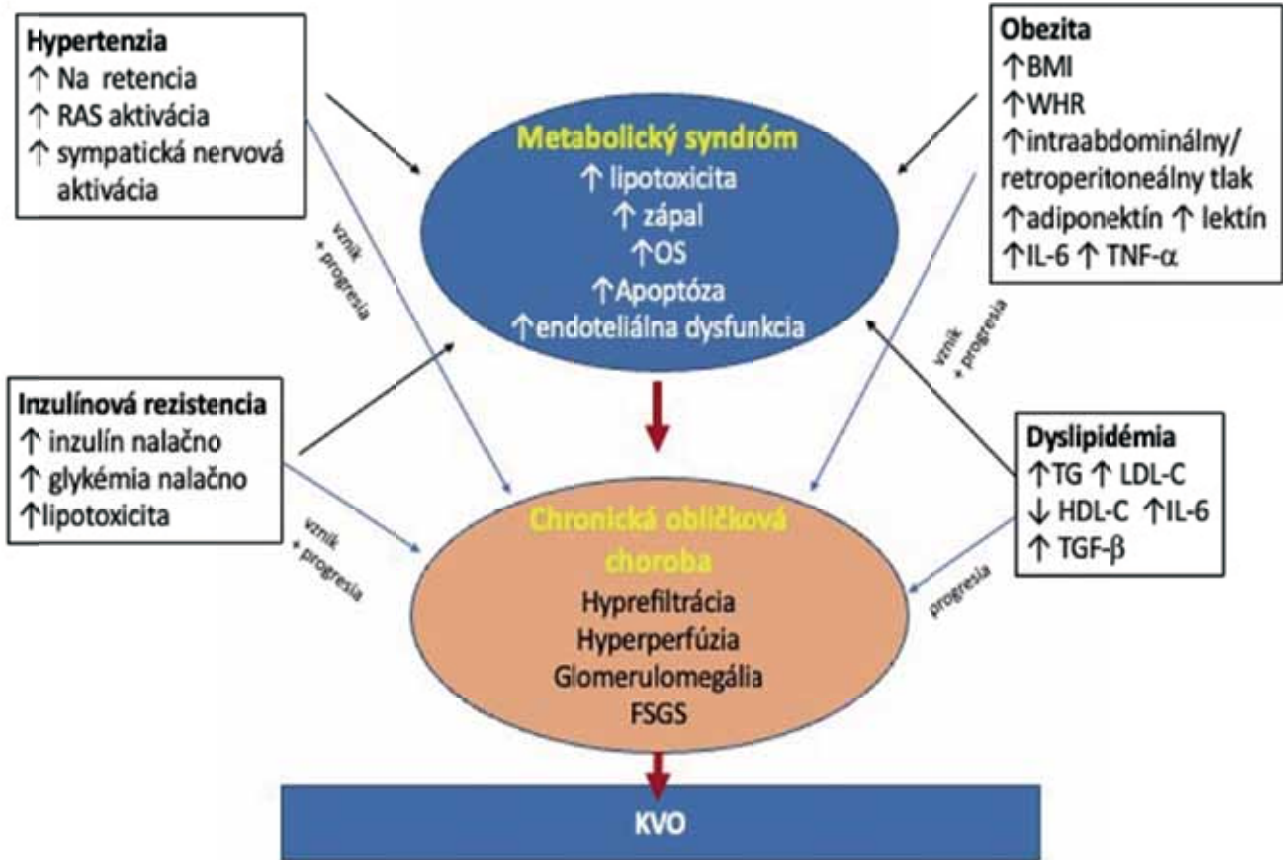 Hypertenzia
↑ Na retencia
↑ RAS aktivácia
↑ sympatická nervová
aktivácia
Obezita
↑BMI
↑WHR
↑intraabdominálny/
retroperitoneálny tlak
↑adiponektín ↑ lektín
↑IL-6 ↑ TNF-α
Metabolický syndróm
↑ lipotoxicita
↑ zápal
↑OS
↑Apoptóza
↑endoteliálna dysfunkcia
vznik
+ progresia
vznik
+ progresia
Inzulínová rezistencia
↑ inzulín nalačno
↑ glykémia nalačno
↑lipotoxicita
vznik
+ progresia
Dyslipidémia
↑TG ↑ LDL-C
↓ HDL-C ↑IL-6
↑ TGF-β
progresia
Chronická obličková
choroba
Hyprefiltrácia
Hyperperfúzia
Glomerulomegália
FSGS
KVO